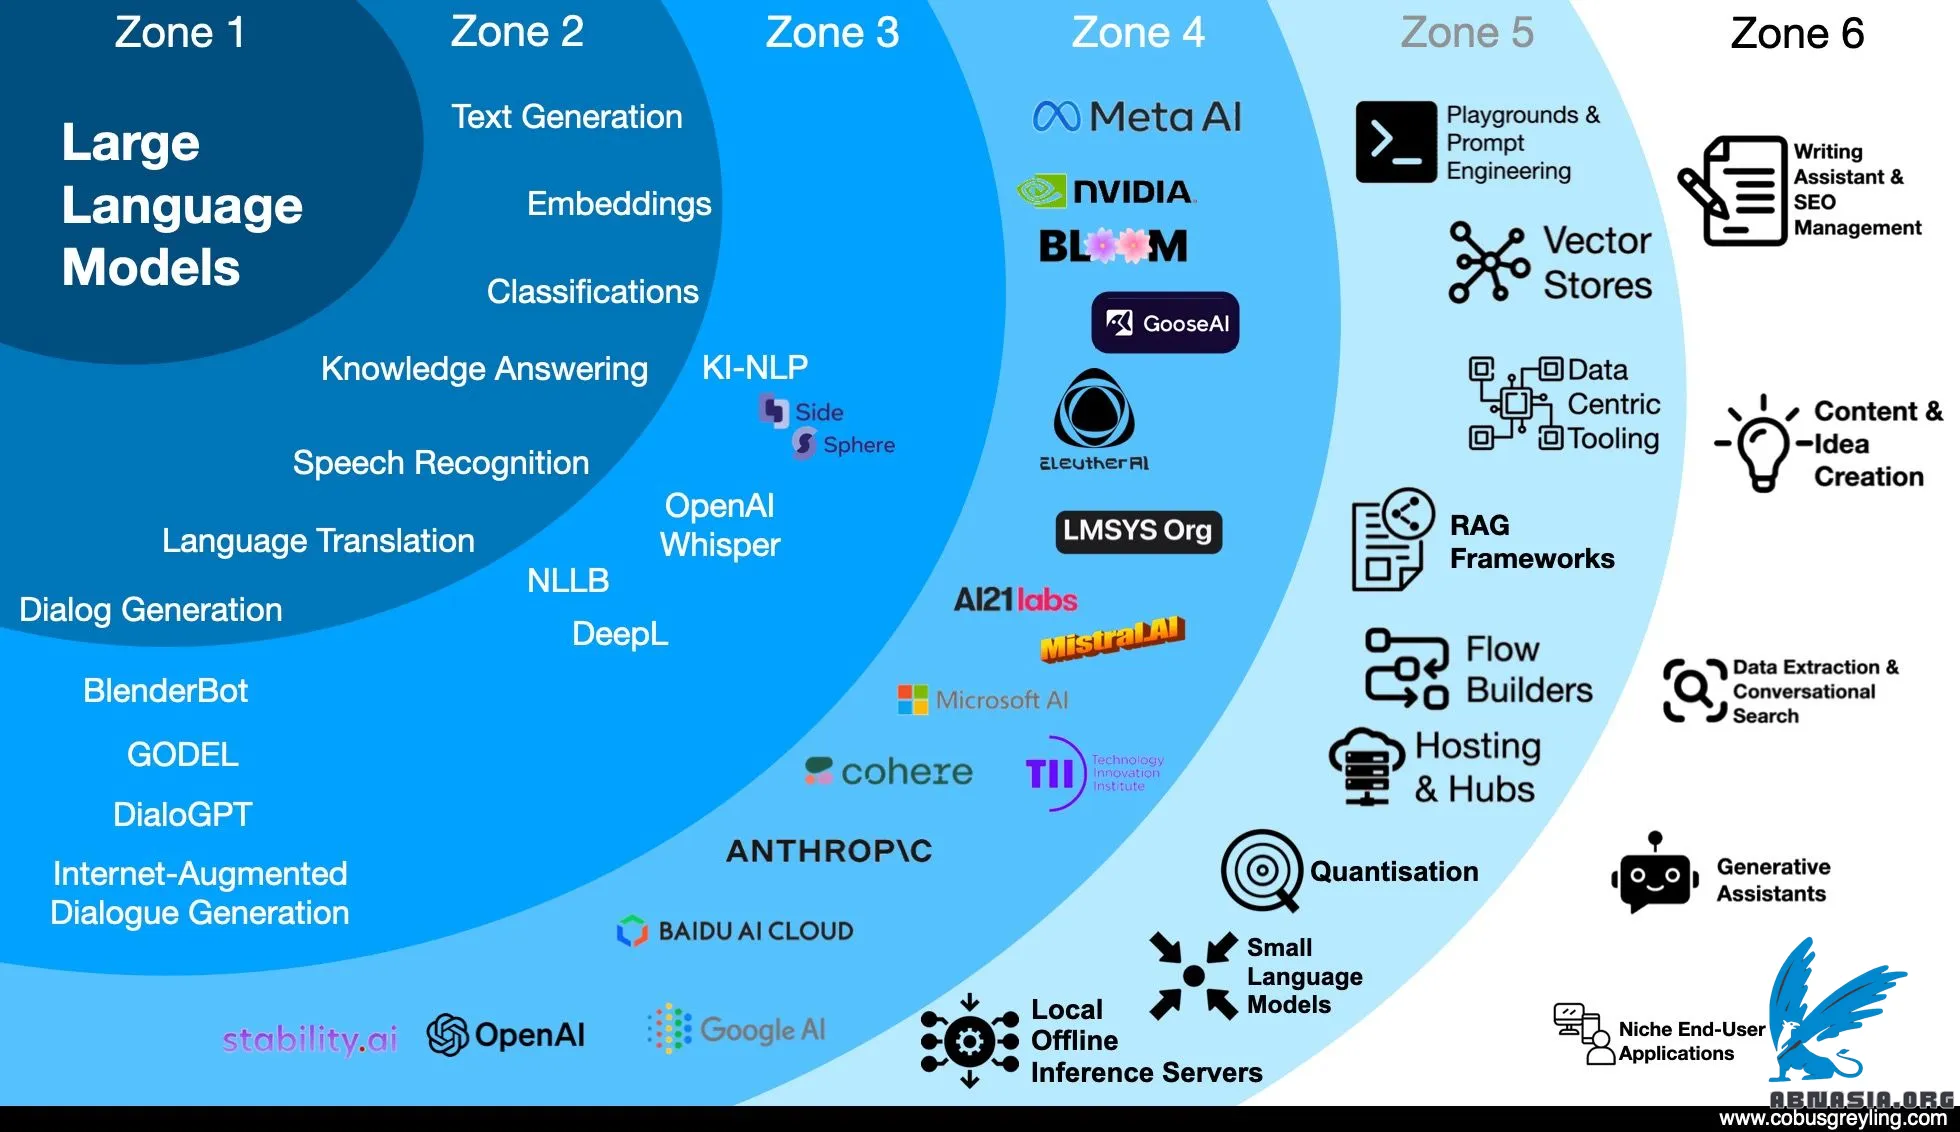 Zone 1
Zone 2
Zone 3
Zone 4
Zone 5
Zone 6
Large
Language
Models
Text Generation
Embeddings
Classifications
Knowledge Answering
Speech Recognition
Language Translation
Dialog Generation
KI-NLP
Side
Sphere
OpenAI
Whisper
NLLB
DeepL
BlenderBot
GODEL
DialoGPT
Internet-Augmented
Dialogue Generation
Meta AI
NVIDIA.
BLOOM
GooseAI
EleutherAI
LMSYS Org
AI21labs
Mistral.AI
Microsoft AI
cohere
TII
Technology
Innovation
Institute
ANTHROP\C
BAIDU AI CLOUD
stability.ai
OpenAI
Google AI
Playgrounds &
Prompt
Engineering
Vector
Stores
Data
Centric
Tooling
RAG
Frameworks
Flow
Builders
Hosting
& Hubs
Quantisation
Small
Language
Models
Local
Offline
Inference Servers
Writing
Assistant &
SEO
Management
Content &
Idea
Creation
Data Extraction &
Conversational
Search
Generative
Assistants
Niche End-User
Applications
ABNASIA.ORG
www.cobusgreyling.com